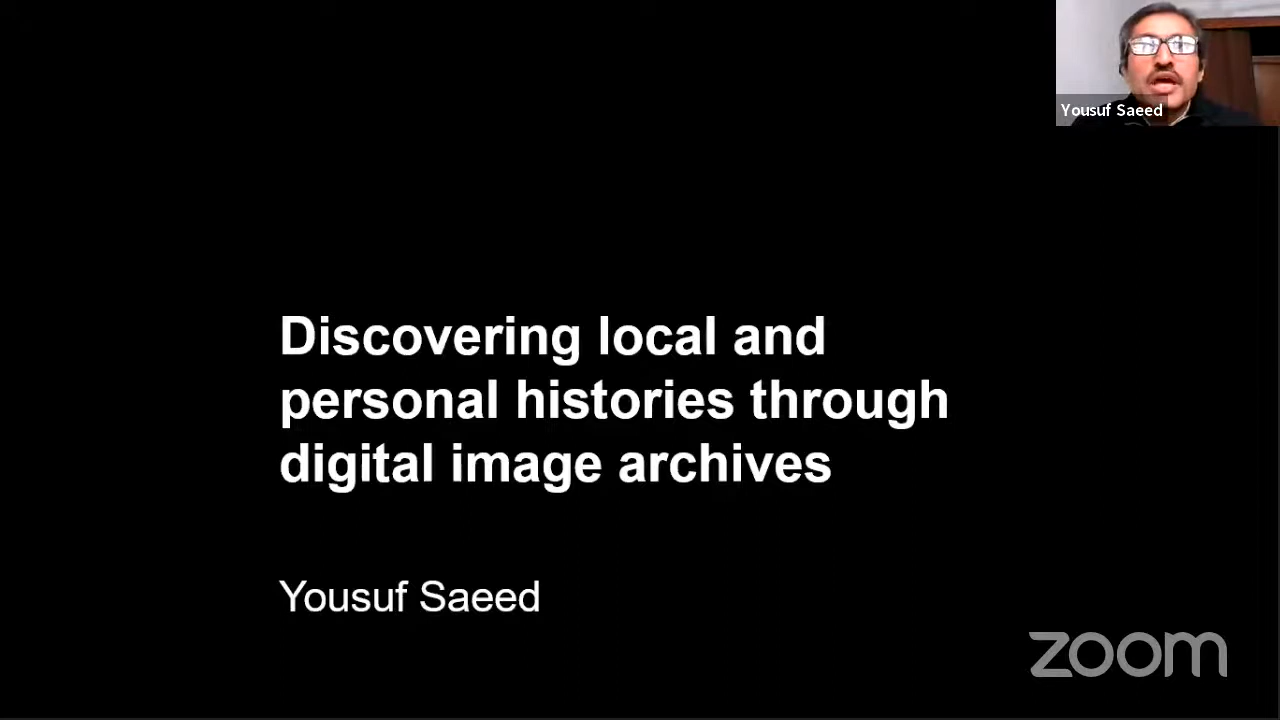 Yousuf Saeed
Discovering local and
personal histories through
digital image archives
Yousuf Saeed
zoom